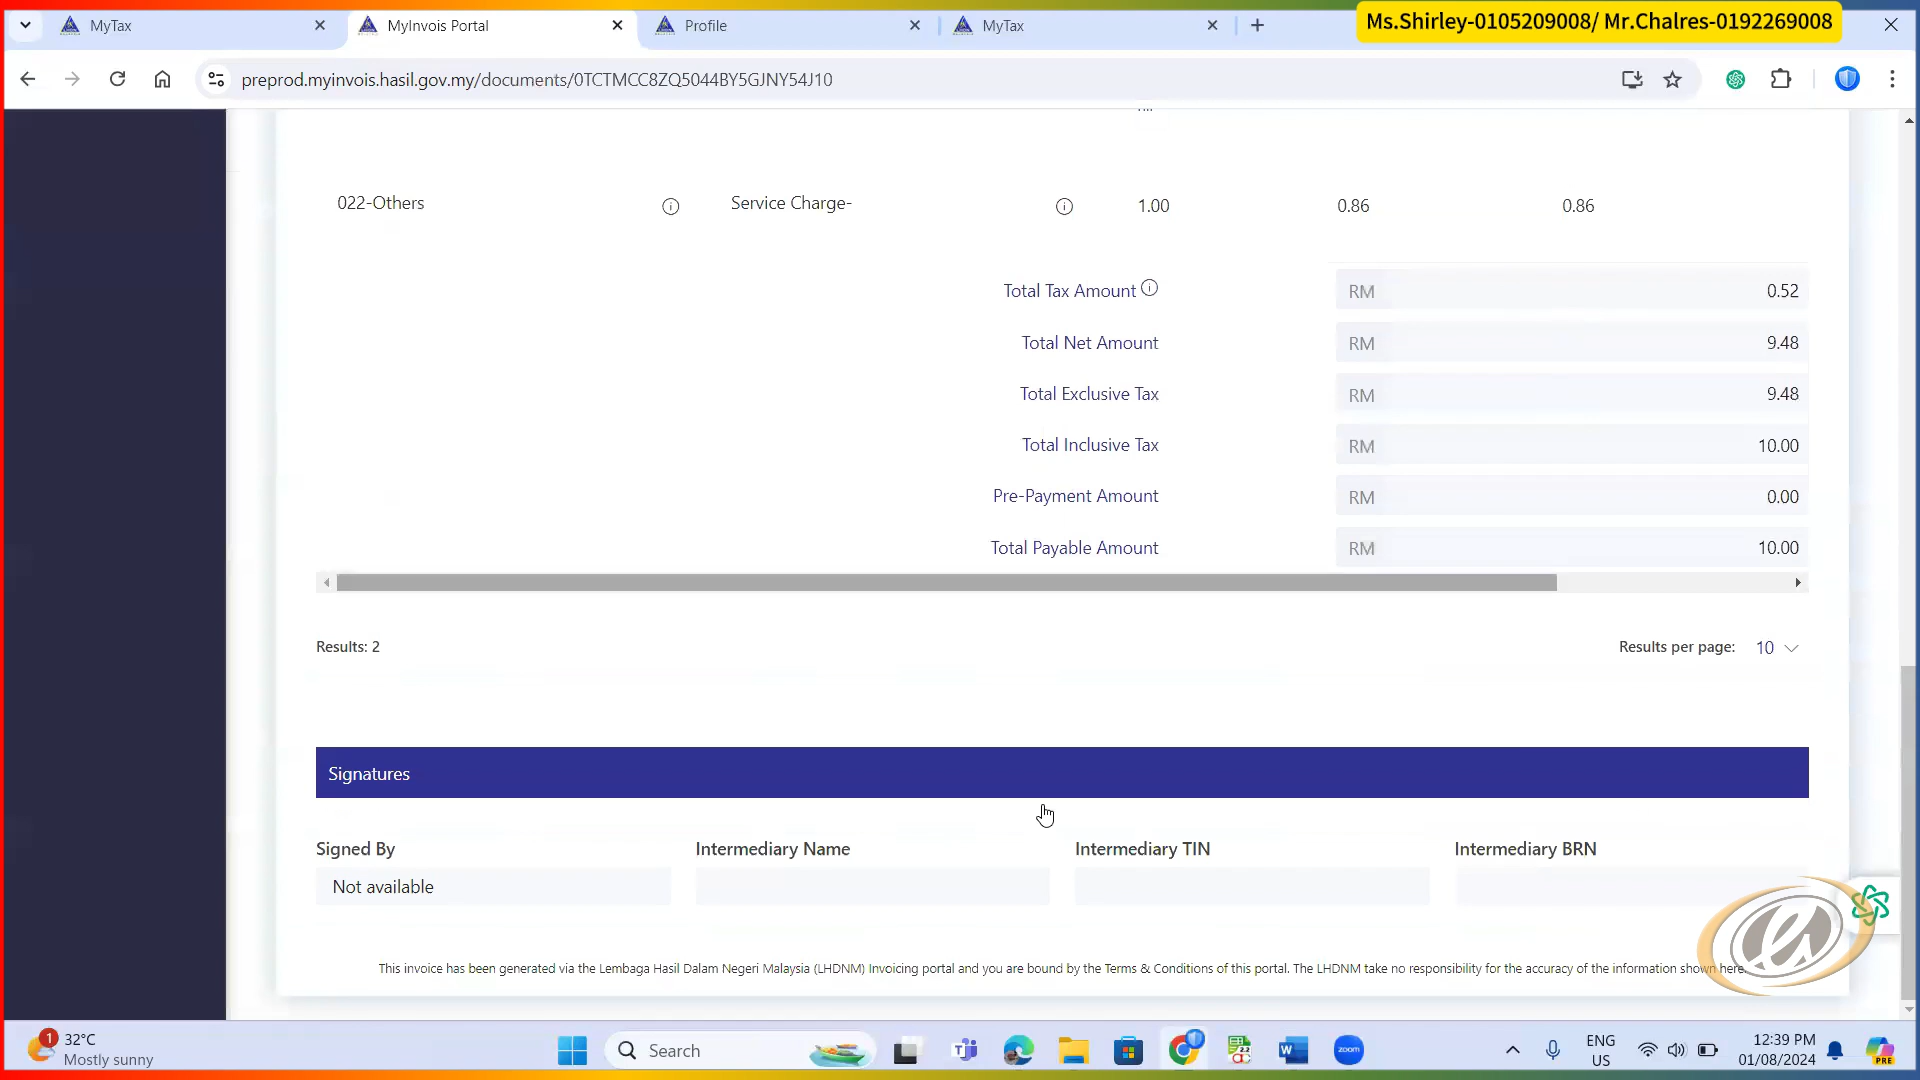 MyTax
MyInvois Portal
Profile
MyTax
Ms.Shirley-0105209008/ Mr.Chalres-0192269008
preprod.myinvois.hasil.gov.my/documents/0TCTMCC8ZQ5044BY5GJNY54J10
022-Others Service Charge- 1.00 0.86 0.86
Total Tax Amount RM 0.52
Total Net Amount RM 9.48
Total Exclusive Tax RM 9.48
Total Inclusive Tax RM 10.00
Pre-Payment Amount RM 0.00
Total Payable Amount RM 10.00
Results: 2 Results per page: 10
Signatures
Signed By Intermediary Name Intermediary TIN Intermediary BRN
Not available
This invoice has been generated via the Lembaga Hasil Dalam Negeri Malaysia (LHDNM) Invoicing portal and you are bound by the Terms & Conditions of this portal. The LHDNM take no responsibility for the accuracy of the information shown here.
1 32°C
Mostly sunny
Search
zoom
ENG
US
12:39 PM
01/08/2024
PRE